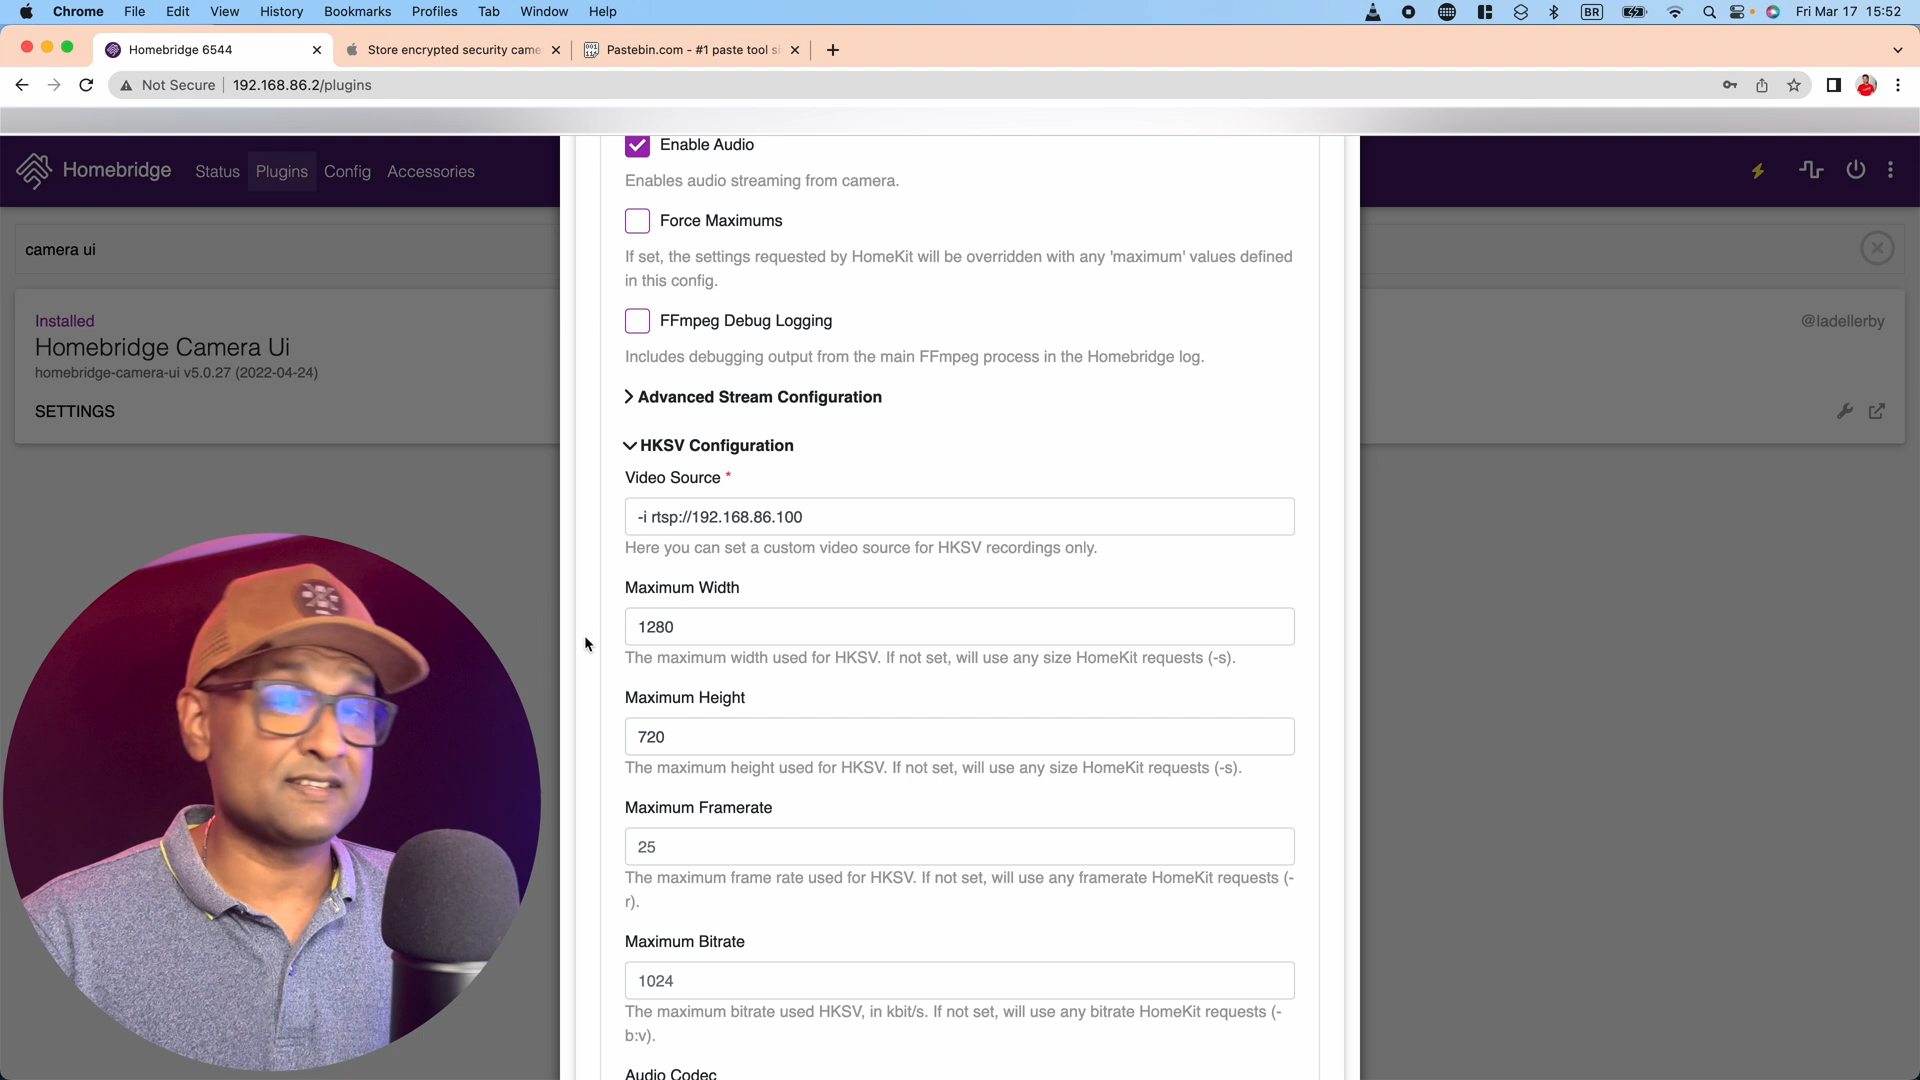 Chrome File Edit View History Bookmarks Profiles Tab Window Help BR Fri Mar 17 15:52
Homebridge 6544 Store encrypted security came Pastebin.com - #1 paste tool si
Not Secure 192.168.86.2/plugins
Homebridge Status Plugins Config Accessories
camera ui
Installed
Homebridge Camera Ui
homebridge-camera-ui v5.0.27 (2022-04-24)
SETTINGS
@ladellerby
Enable Audio
Enables audio streaming from camera.
Force Maximums
If set, the settings requested by HomeKit will be overridden with any 'maximum' values defined
in this config.
FFmpeg Debug Logging
Includes debugging output from the main FFmpeg process in the Homebridge log.
Advanced Stream Configuration
HKSV Configuration
Video Source *
-i rtsp://192.168.86.100
Here you can set a custom video source for HKSV recordings only.
Maximum Width
1280
The maximum width used for HKSV. If not set, will use any size HomeKit requests (-s).
Maximum Height
720
The maximum height used for HKSV. If not set, will use any size HomeKit requests (-s).
Maximum Framerate
25
The maximum frame rate used for HKSV. If not set, will use any framerate HomeKit requests (-
r).
Maximum Bitrate
1024
The maximum bitrate used HKSV, in kbit/s. If not set, will use any bitrate HomeKit requests (-
b:v).
Audio Codec